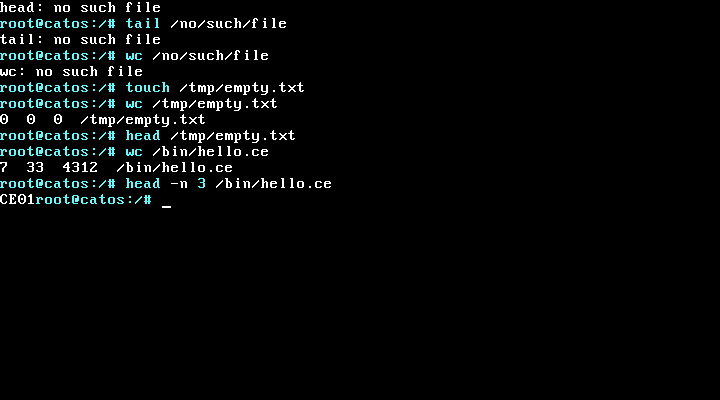 head: no such file
root@catos:/# tail /no/such/file
tail: no such file
root@catos:/# wc /no/such/file
wc: no such file
root@catos:/# touch /tmp/empty.txt
root@catos:/# wc /tmp/empty.txt
0  0  0  /tmp/empty.txt
root@catos:/# head /tmp/empty.txt
root@catos:/# wc /bin/hello.ce
7  33  4312  /bin/hello.ce
root@catos:/# head -n 3 /bin/hello.ce
CE01root@catos:/# _